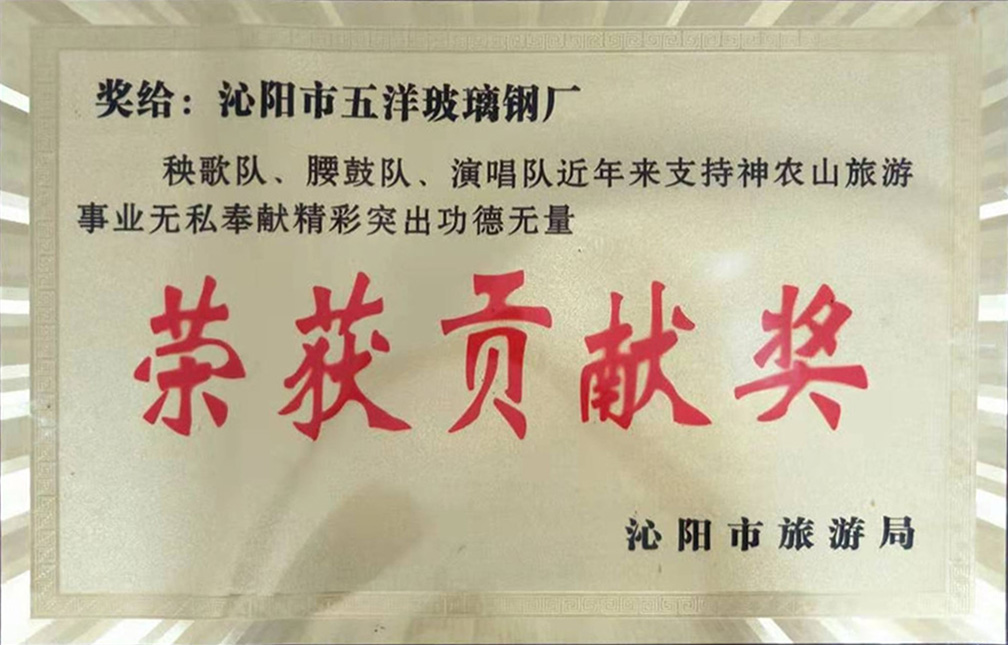 奖给：沁阳市五洋玻璃钢厂
秧歌队、腰鼓队、演唱队近年来支持神农山旅游
事业无私奉献精彩突出功德无量
荣获贡献奖
沁阳市旅游局